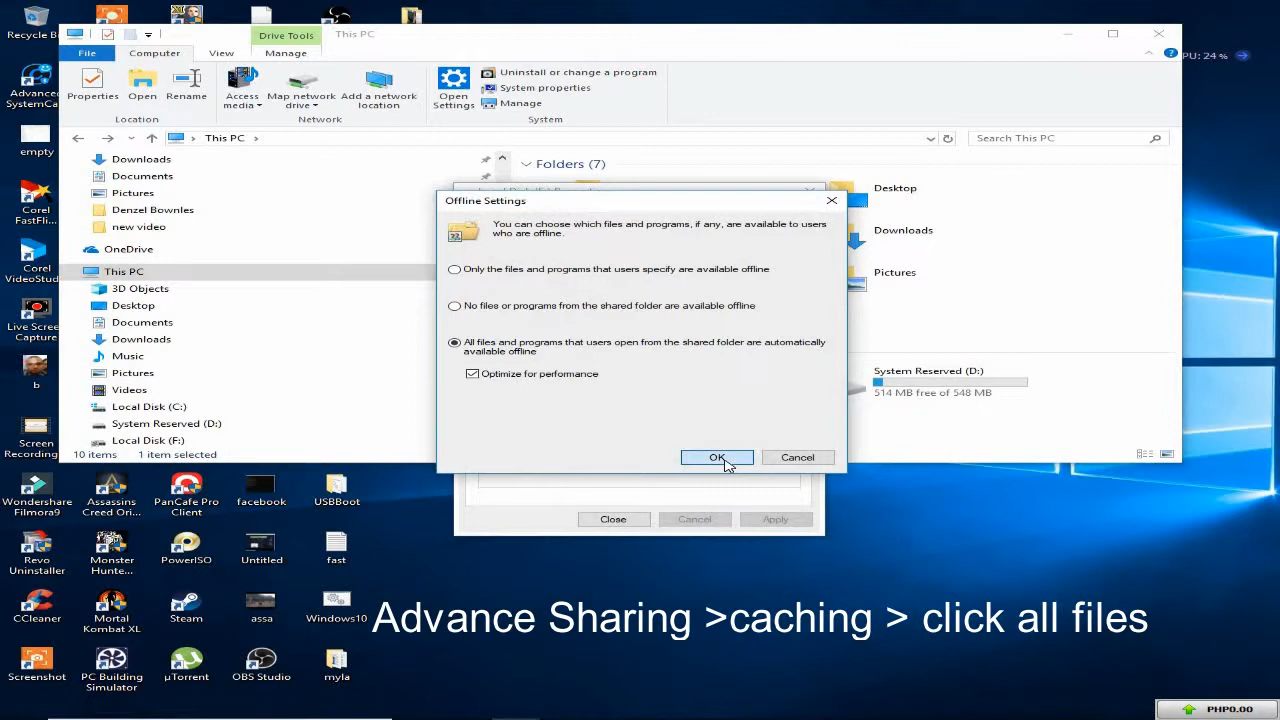 Recycle B
Drive Tools
This PC
File
Computer
View
Manage
PU: 24 %
Properties
Open
Rename
Access
media
Map network
drive
Add a network
location
Open
Settings
Uninstall or change a program
System properties
Manage
Location
Network
System
Advanc
SystemCa
This PC
Search This PC
empty
Downloads
Documents
Pictures
Denzel Bownles
new video
OneDrive
This PC
3D Objects
Desktop
Documents
Downloads
Music
Pictures
Videos
Local Disk (C:)
System Reserved (D:)
Local Disk (F:)
10 items
1 item selected
Folders (7)
Desktop
Downloads
Pictures
System Reserved (D:)
514 MB free of 548 MB
Offline Settings
You can choose which files and programs, if any, are available to users
who are offline.
Only the files and programs that users specify are available offline
No files or programs from the shared folder are available offline
All files and programs that users open from the shared folder are automatically
available offline
Optimize for performance
OK
Cancel
Close
Cancel
Apply
Corel
FastFli...
Corel
VideoStud
Live Scree
Capture
b
Screen
Recording
Wondershare
Filmora9
Assassins
Creed Ori...
PanCafe Pro
Client
facebook
USBBoot
Revo
Uninstaller
Monster
Hunte...
PowerISO
Untitled
fast
CCleaner
Mortal
Kombat XL
Steam
assa
Windows10
Screenshot
PC Building
Simulator
µTorrent
OBS Studio
myla
Advance Sharing >caching > click all files
PHP0.00